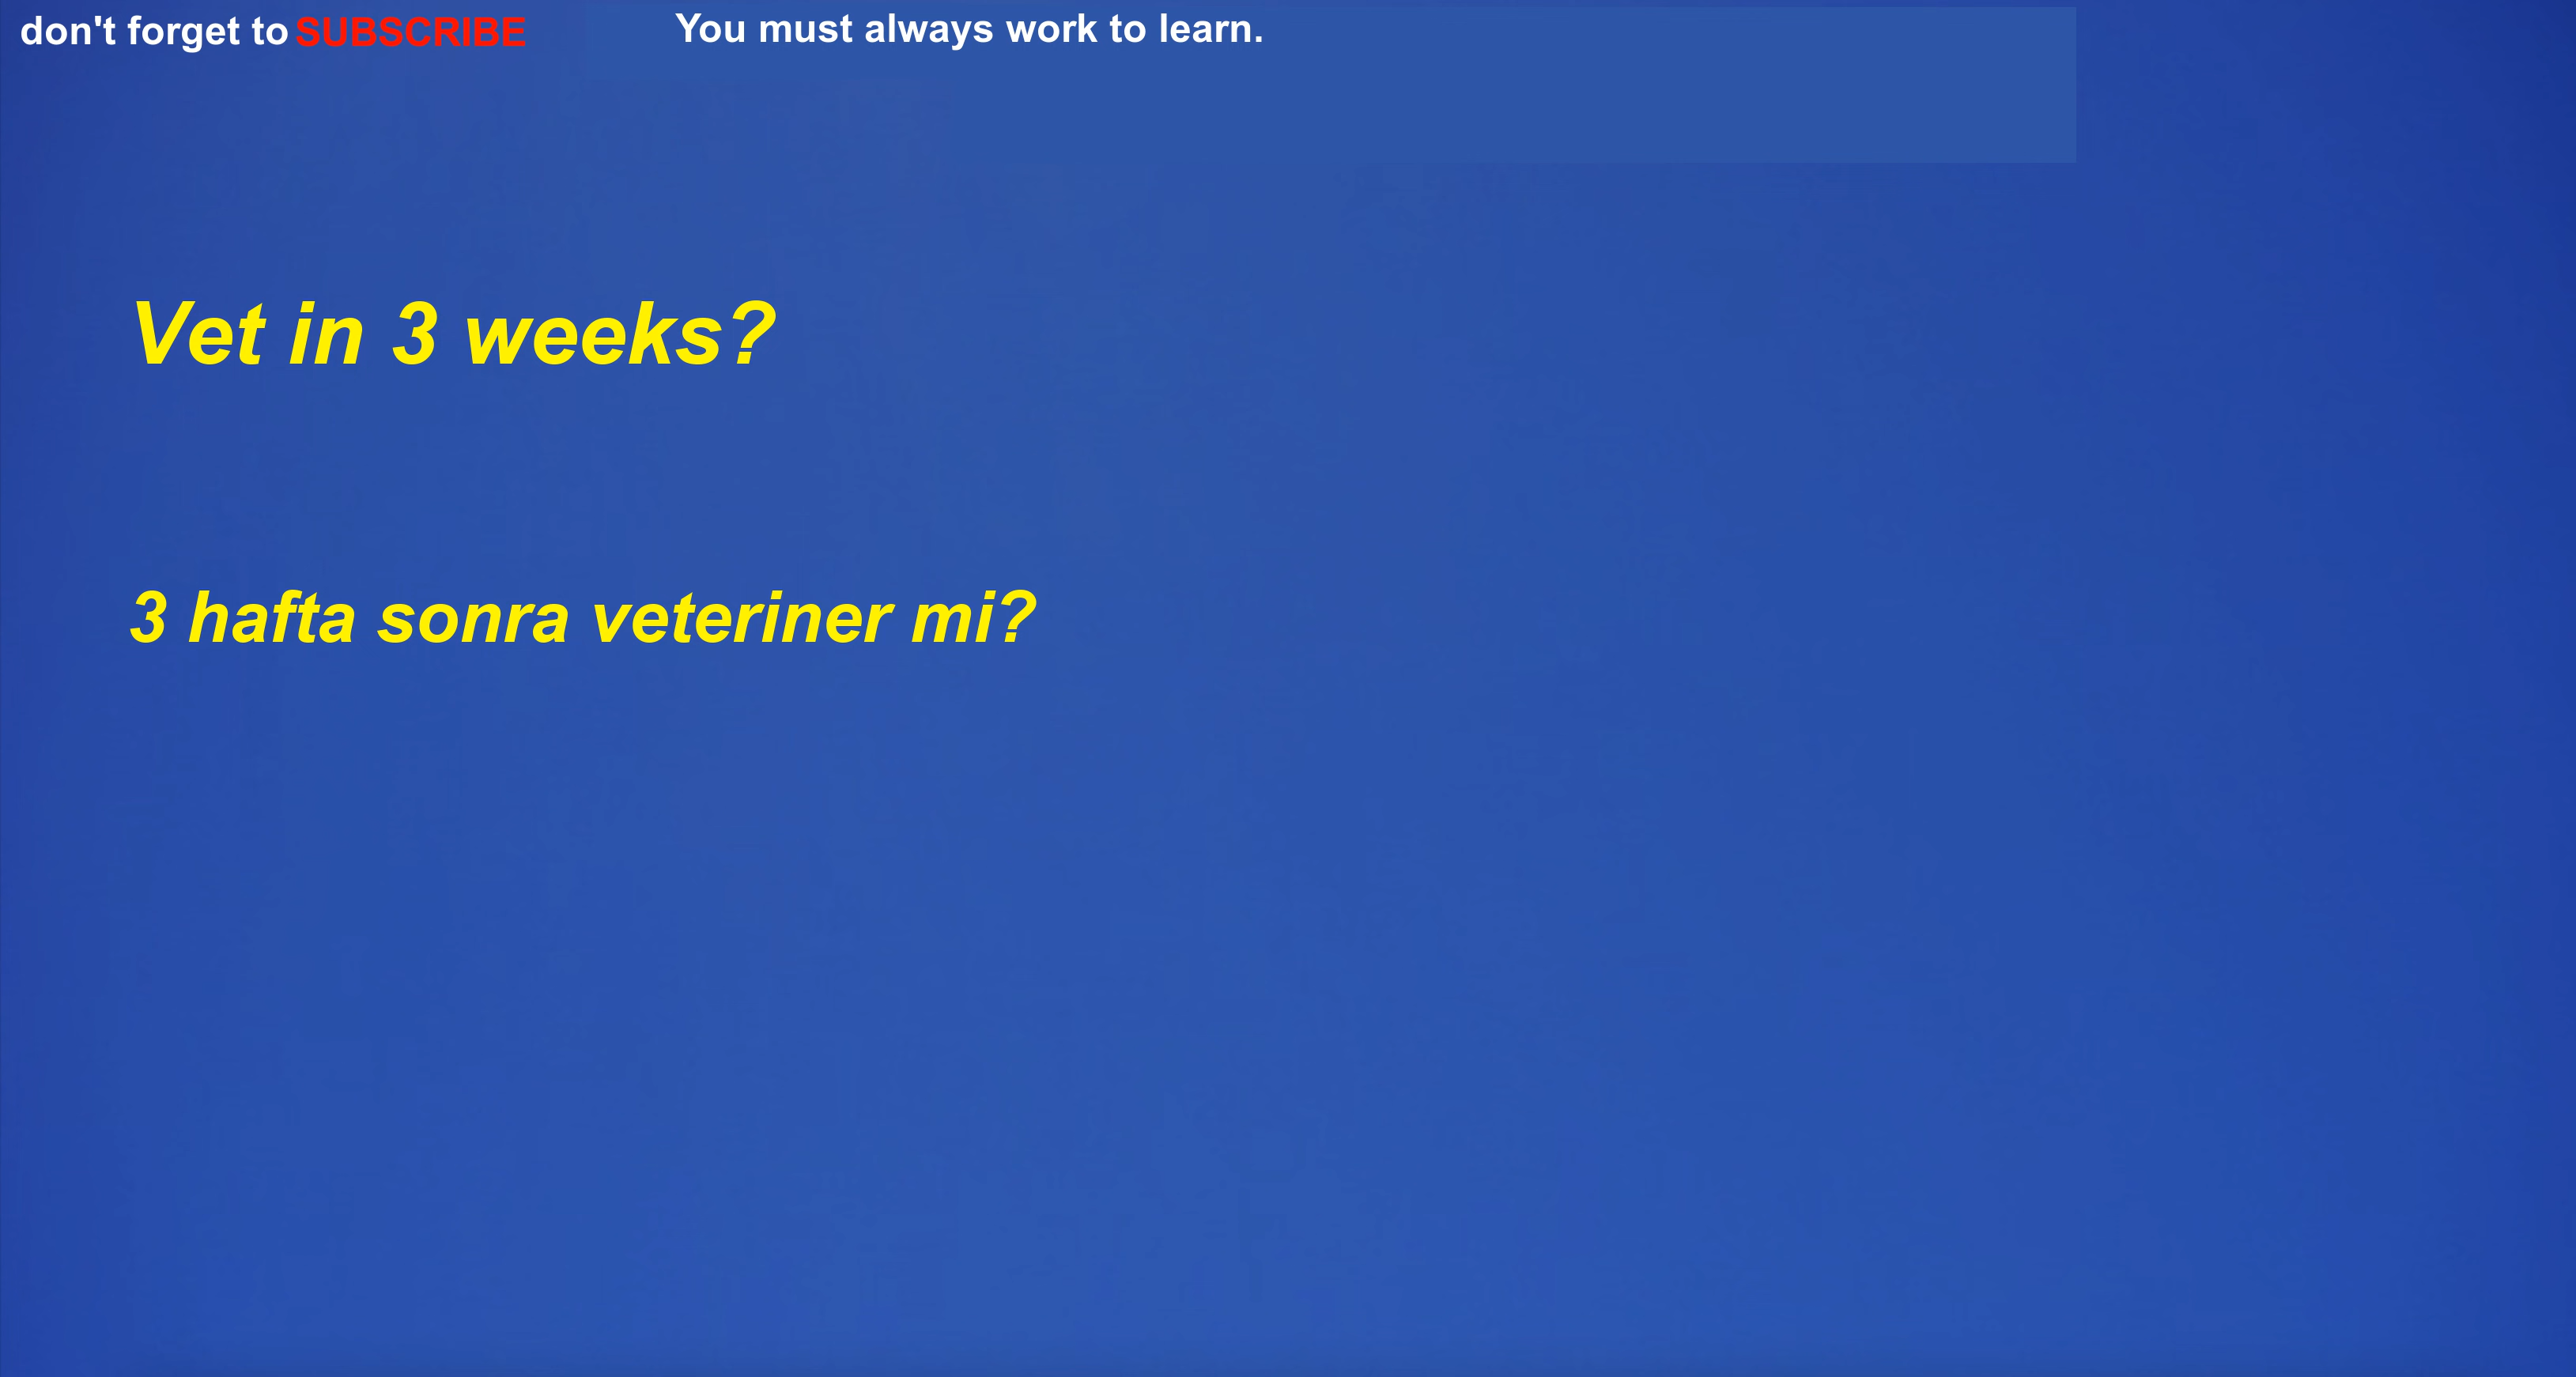 don't forget to SUBSCRIBE You must always work to learn.
Vet in 3 weeks?
3 hafta sonra veteriner mi?